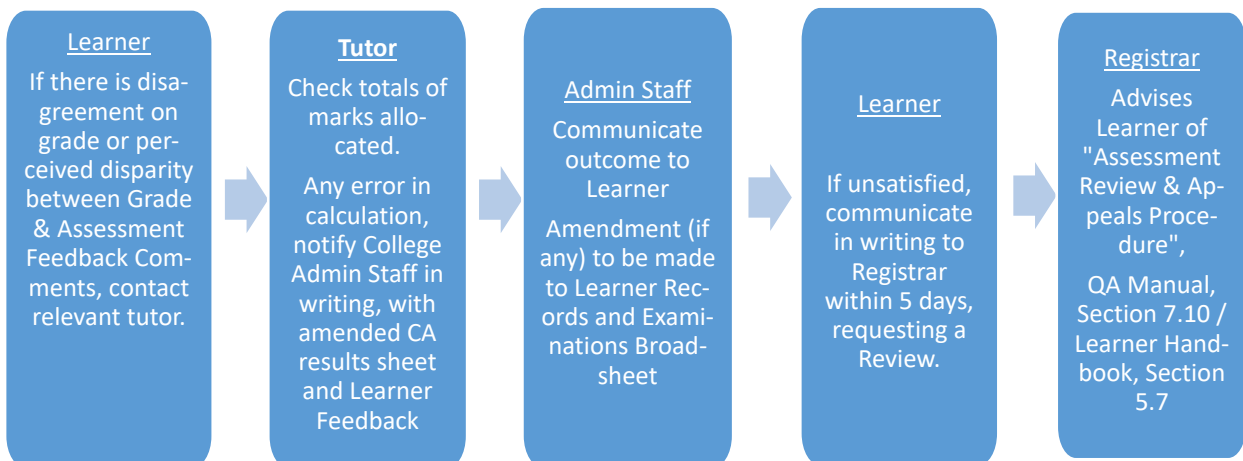 Learner
If there is disa-
greement on
grade or per-
ceived disparity
between Grade
& Assessment
Feedback Com-
ments, contact
relevant tutor.
Tutor
Check totals of
marks allo-
cated.
Any error in
calculation,
notify College
Admin Staff in
writing, with
amended CA
results sheet
and Learner
Feedback
Admin Staff
Communicate
outcome to
Learner
Amendment (if
any) to be made
to Learner Rec-
ords and Exami-
nations Broad-
sheet
Learner
If unsatisfied,
communicate
in writing to
Registrar
within 5 days,
requesting a
Review.
Registrar
Advises
Learner of
"Assessment
Review & Ap-
peals Proce-
dure",
QA Manual,
Section 7.10 /
Learner Hand-
book, Section
5.7